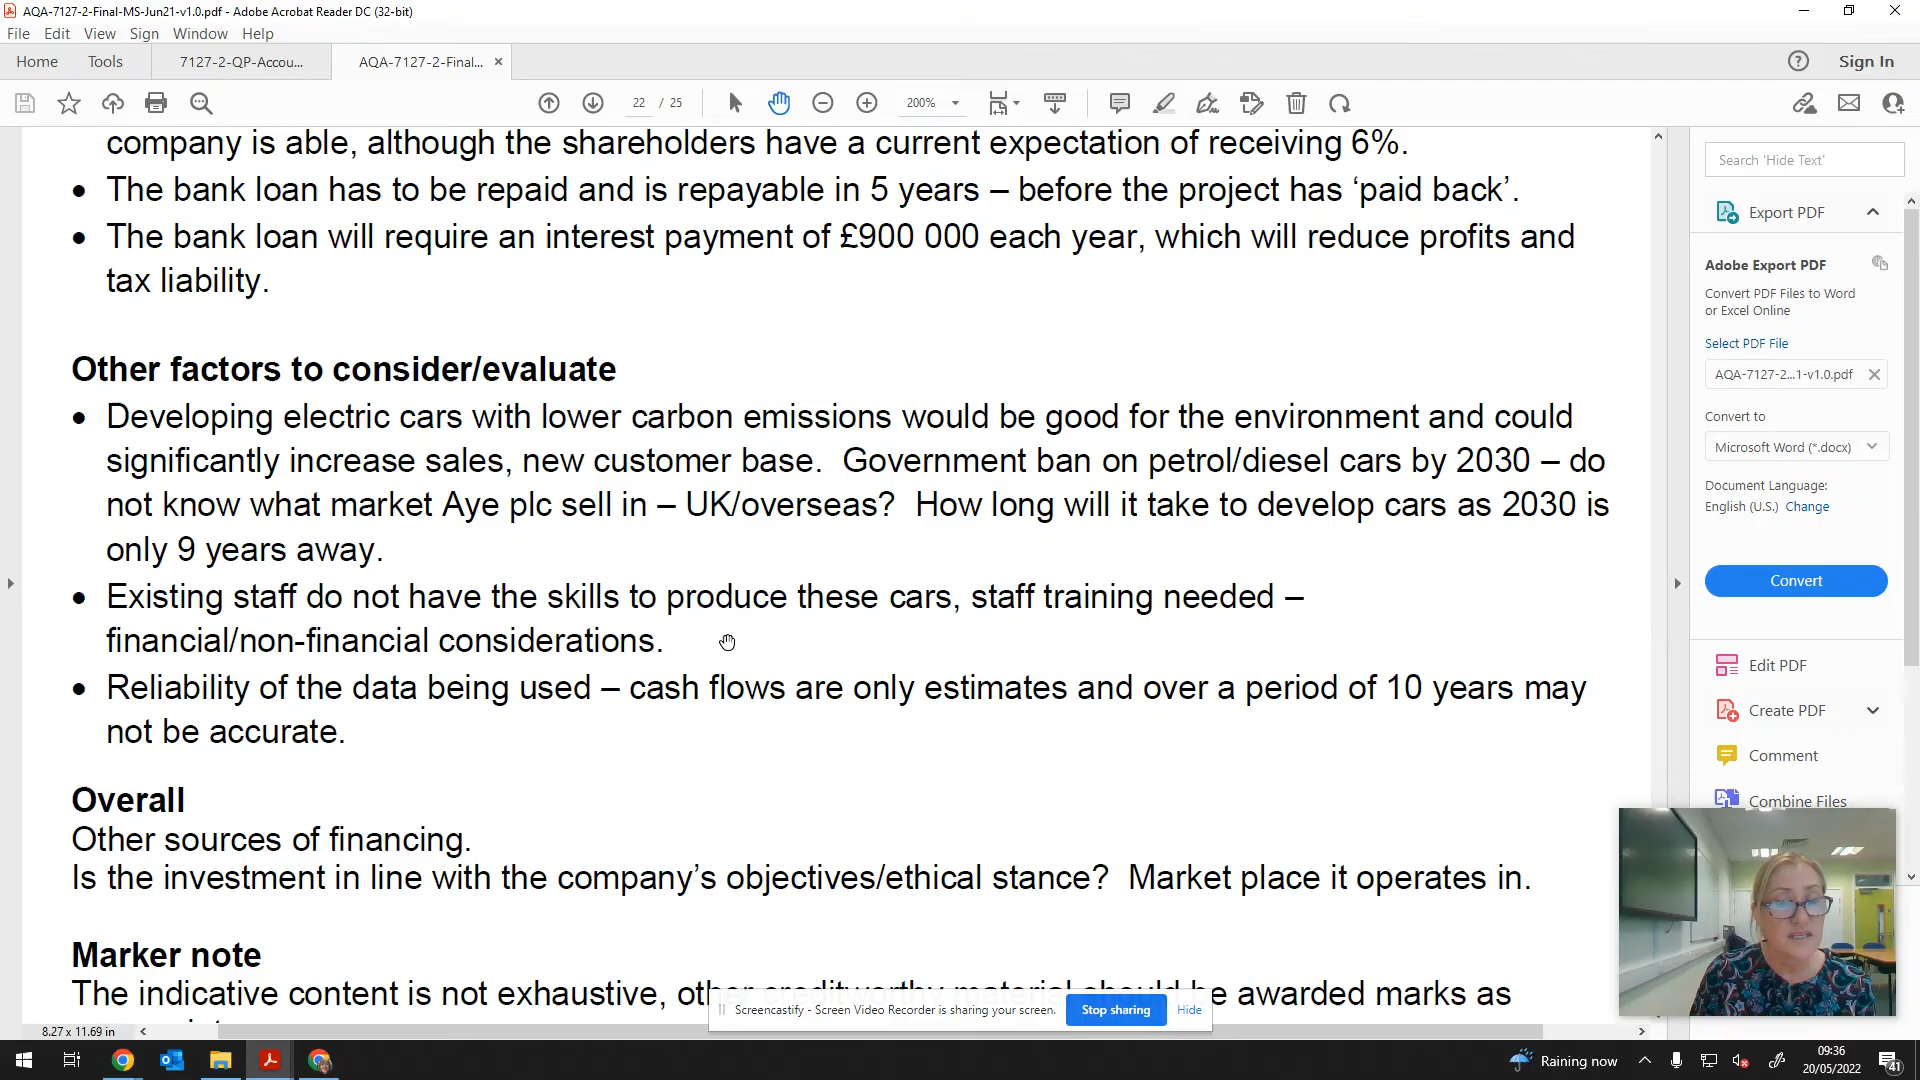 AQA-7127-2-Final-MS-Jun21-v1.0.pdf - Adobe Acrobat Reader DC (32-bit)
File Edit View Sign Window Help
Home Tools 7127-2-QP-Accou... AQA-7127-2-Final... × Sign In
22 / 25 200%
company is able, although the shareholders have a current expectation of receiving 6%.
• The bank loan has to be repaid and is repayable in 5 years – before the project has ‘paid back’.
• The bank loan will require an interest payment of £900 000 each year, which will reduce profits and
tax liability.
Other factors to consider/evaluate
• Developing electric cars with lower carbon emissions would be good for the environment and could
significantly increase sales, new customer base. Government ban on petrol/diesel cars by 2030 – do
not know what market Aye plc sell in – UK/overseas? How long will it take to develop cars as 2030 is
only 9 years away.
• Existing staff do not have the skills to produce these cars, staff training needed –
financial/non-financial considerations.
• Reliability of the data being used – cash flows are only estimates and over a period of 10 years may
not be accurate.
Overall
Other sources of financing.
Is the investment in line with the company’s objectives/ethical stance? Market place it operates in.
Marker note
The indicative content is not exhaustive, other creditworthy material should be awarded marks as
8.27 x 11.69 in
Screencastify - Screen Video Recorder is sharing your screen. Stop sharing Hide
Search 'Hide Text'
Export PDF
Adobe Export PDF
Convert PDF Files to Word
or Excel Online
Select PDF File
AQA-7127-2...1-v1.0.pdf
Convert to
Microsoft Word (*.docx)
Document Language:
English (U.S.) Change
Convert
Edit PDF
Create PDF
Comment
Combine Files
Raining now
09:36
20/05/2022
41